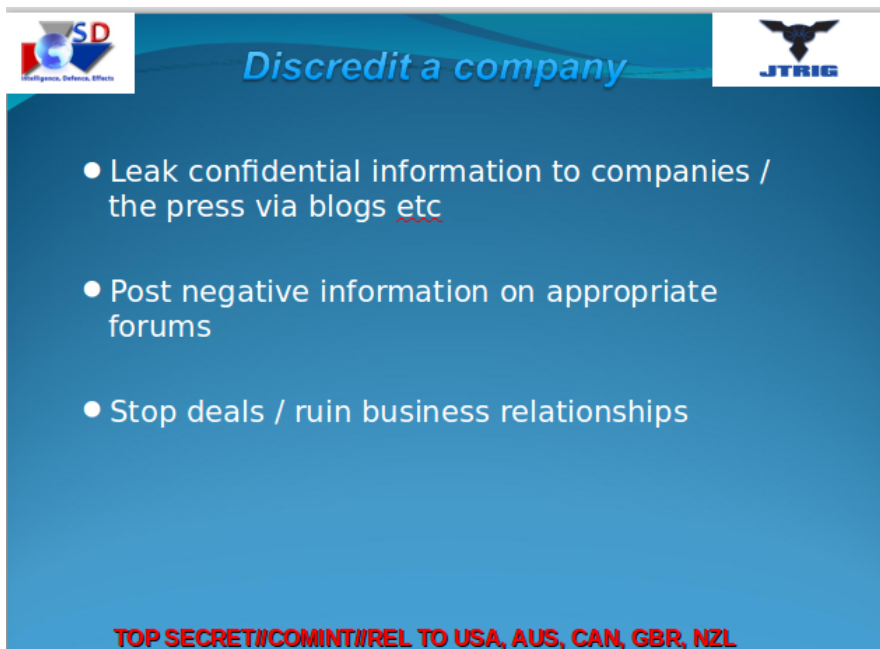 SD
Intelligence, Defence, Effects
Discredit a company
JTRIG
Leak confidential information to companies /
the press via blogs etc
Post negative information on appropriate
forums
Stop deals / ruin business relationships
TOP SECRET//COMINT//REL TO USA, AUS, CAN, GBR, NZL